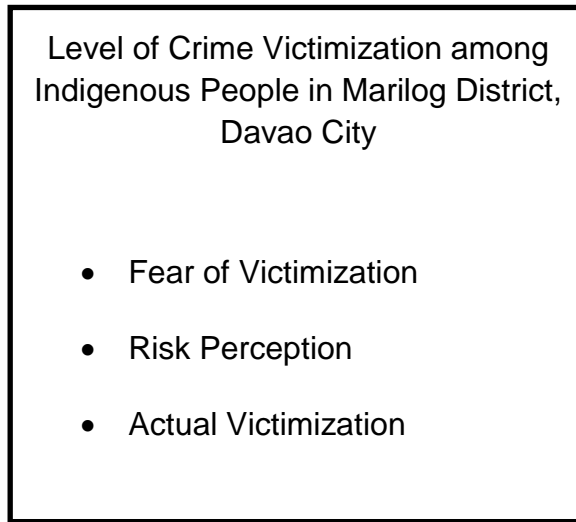 Level of Crime Victimization among
Indigenous People in Marilog District,
Davao City
• Fear of Victimization
• Risk Perception
• Actual Victimization